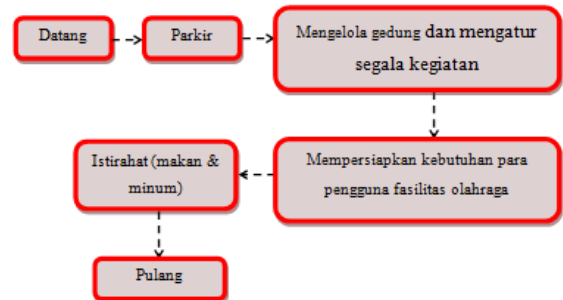 Datang
Parkir
Mengelola gedung dan mengatur
segala kegiatan
Mempersiapkan kebutuhan para
pengguna fasilitas olahraga
Istirahat (makan &
minum)
Pulang